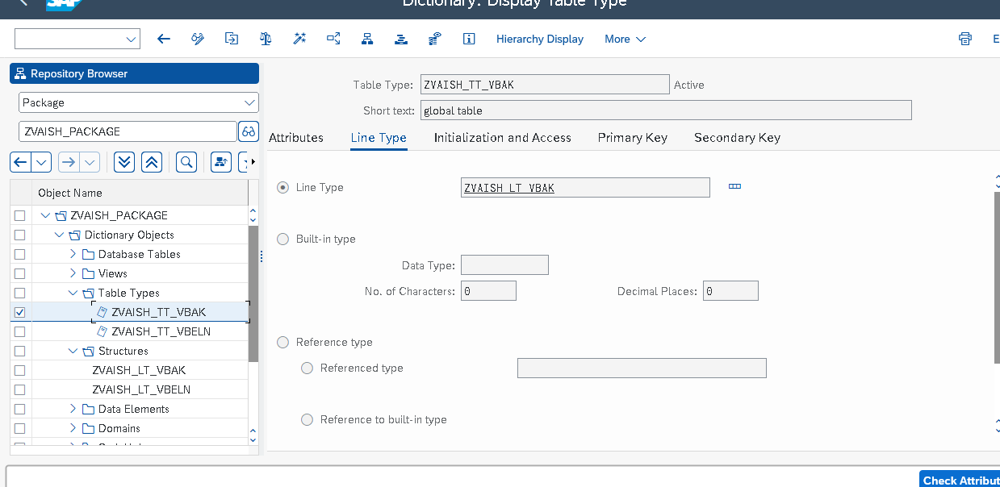 SAP
Dictionary: Display Table Type
Hierarchy Display
More
E
Repository Browser
Package
ZVAISH_PACKAGE
Object Name
ZVAISH_PACKAGE
Dictionary Objects
Database Tables
Views
Table Types
ZVAISH_TT_VBAK
ZVAISH_TT_VBELN
Structures
ZVAISH_LT_VBAK
ZVAISH_LT_VBELN
Data Elements
Domains
Table Type: ZVAISH_TT_VBAK Active
Short text: global table
Attributes Line Type Initialization and Access Primary Key Secondary Key
Line Type ZVAISH_LT_VBAK
Built-in type
Data Type:
No. of Characters: 0 Decimal Places: 0
Reference type
Referenced type
Reference to built-in type
Check Attribut